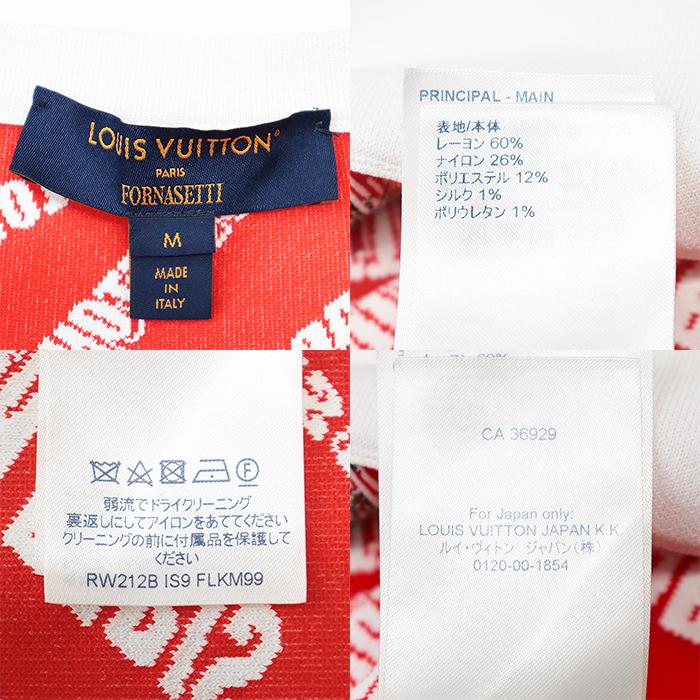 LOUIS VUITTON
PARIS
FORNASETTI
M
MADE
IN
ITALY
PRINCIPAL - MAIN
表地/本体
レーヨン 60%
ナイロン 26%
ポリエステル 12%
シルク 1%
ポリウレタン 1%
F
弱流でドライクリーニング
裏返しにしてアイロンをあててください
クリーニングの前に付属品を保護して
ください
RW212B IS9 FLKM99
CA 36929
For Japan only:
LOUIS VUITTON JAPAN K.K.
ルイ・ヴィトン ジャパン(株)
0120-00-1854